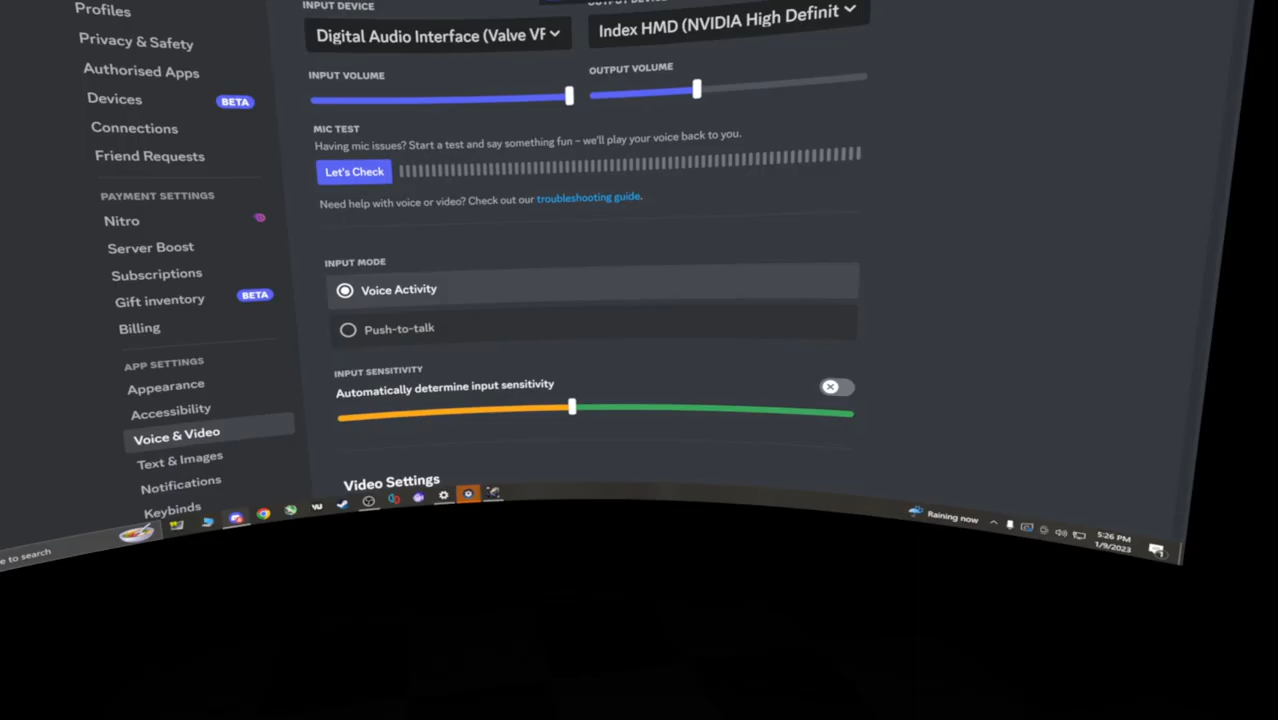 Profiles
Privacy & Safety
Authorised Apps
Devices BETA
Connections
Friend Requests
PAYMENT SETTINGS
Nitro
Server Boost
Subscriptions
Gift inventory BETA
Billing
APP SETTINGS
Appearance
Accessibility
Voice & Video
Text & Images
Notifications
Keybinds
INPUT DEVICE
Digital Audio Interface (Valve VR
Index HMD (NVIDIA High Definit
INPUT VOLUME
OUTPUT VOLUME
MIC TEST
Having mic issues? Start a test and say something fun – we'll play your voice back to you.
Let's Check
Need help with voice or video? Check out our troubleshooting guide.
INPUT MODE
Voice Activity
Push-to-talk
INPUT SENSITIVITY
Automatically determine input sensitivity
Video Settings
e to search
Raining now
5:26 PM
1/9/2023